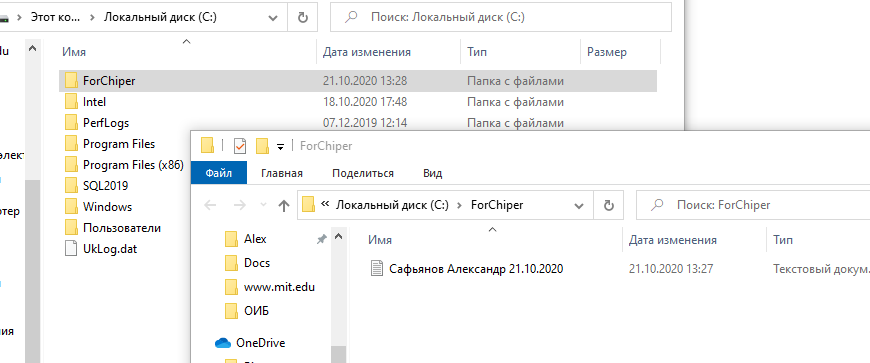 Этот ко... > Локальный диск (C:)
Поиск: Локальный диск (C:)
Имя Дата изменения Тип Размер
ForChiper 21.10.2020 13:28 Папка с файлами
Intel 18.10.2020 17:48 Папка с файлами
PerfLogs 07.12.2019 12:14 Папка с файлами
Program Files
Program Files (x86)
SQL2019
Windows
Пользователи
UkLog.dat
ForChiper
Файл Главная Поделиться Вид
« Локальный диск (C:) > ForChiper
Поиск: ForChiper
Alex
Docs
www.mit.edu
ОИБ
OneDrive
Имя Дата изменения Тип
Сафьянов Александр 21.10.2020 21.10.2020 13:27 Текстовый докум.